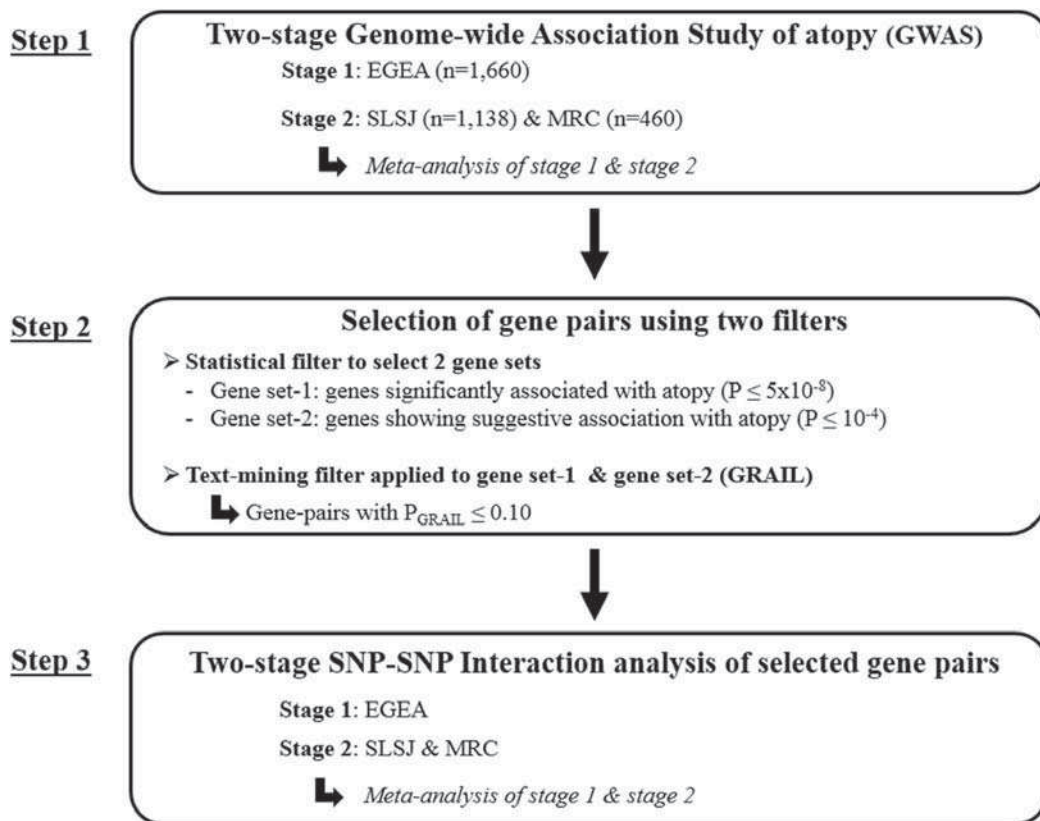 Step 1
Two-stage Genome-wide Association Study of atopy (GWAS)
Stage 1: EGEA (n=1,660)
Stage 2: SLSJ (n=1,138) & MRC (n=460)
Meta-analysis of stage 1 & stage 2
Step 2
Selection of gene pairs using two filters
➢ Statistical filter to select 2 gene sets
- Gene set-1: genes significantly associated with atopy (P ≤ 5x10⁻⁸)
- Gene set-2: genes showing suggestive association with atopy (P ≤ 10⁻⁴)
➢ Text-mining filter applied to gene set-1 & gene set-2 (GRAIL)
Gene-pairs with P_GRAIL ≤ 0.10
Step 3
Two-stage SNP-SNP Interaction analysis of selected gene pairs
Stage 1: EGEA
Stage 2: SLSJ & MRC
Meta-analysis of stage 1 & stage 2